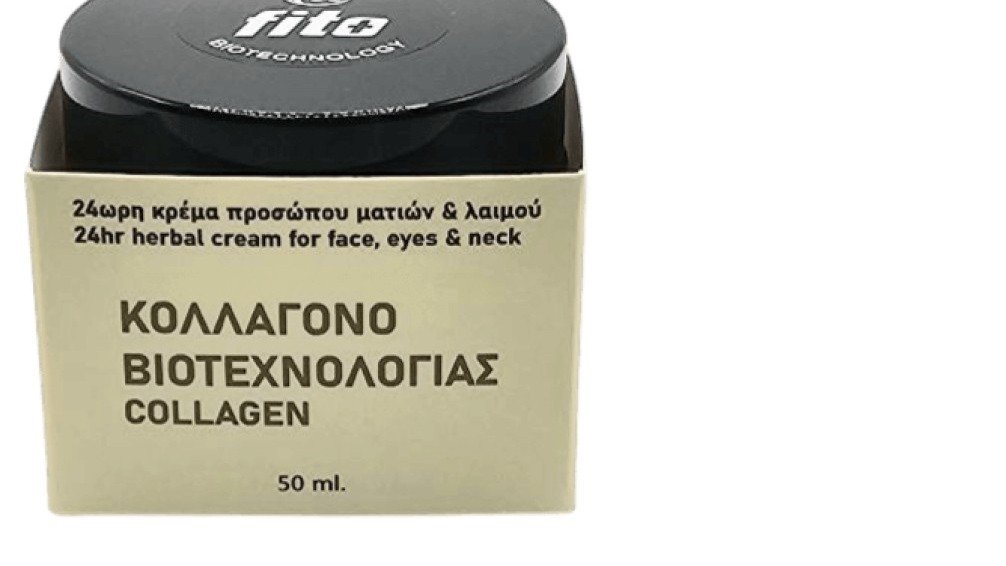 fito
BIOTECHNOLOGY
24ωρη κρέμα προσώπου ματιών & λαιμού
24hr herbal cream for face, eyes & neck
ΚΟΛΛΑΓΟΝΟ
ΒΙΟΤΕΧΝΟΛΟΓΙΑΣ
COLLAGEN
50 ml.